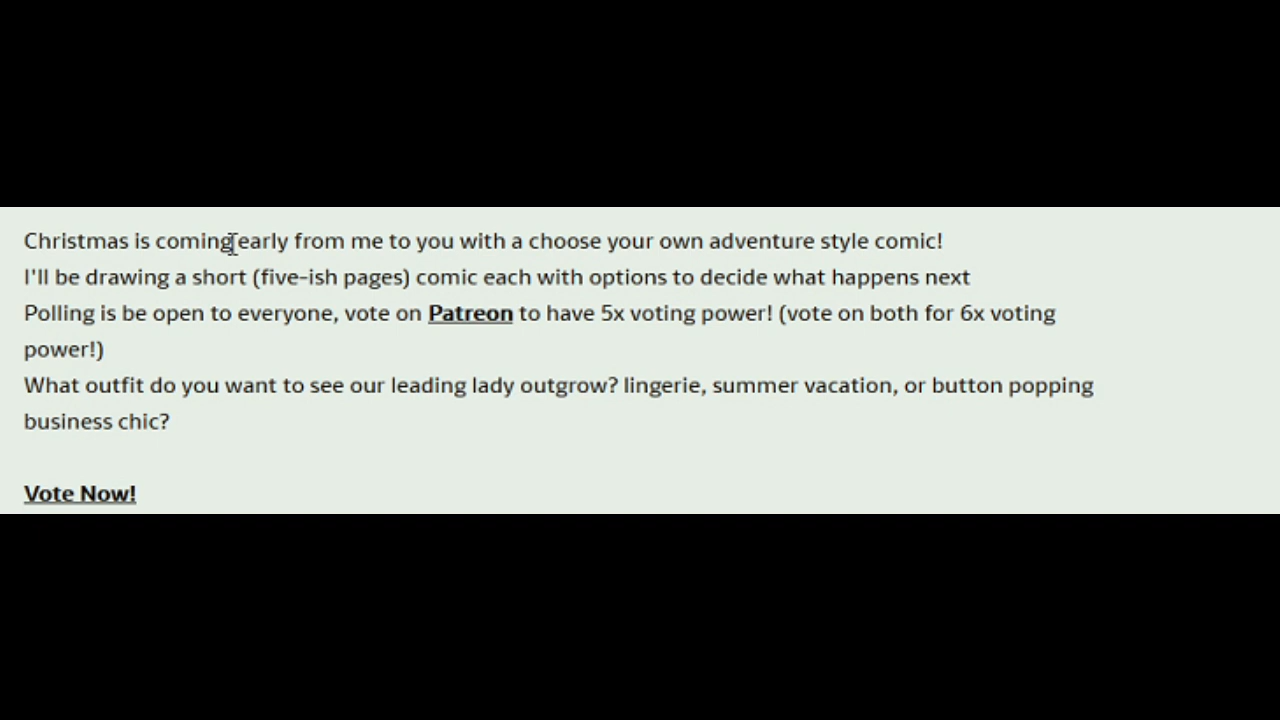 Christmas is coming early from me to you with a choose your own adventure style comic!
I'll be drawing a short (five-ish pages) comic each with options to decide what happens next
Polling is be open to everyone, vote on Patreon to have 5x voting power! (vote on both for 6x voting
power!)
What outfit do you want to see our leading lady outgrow? lingerie, summer vacation, or button popping
business chic?
Vote Now!